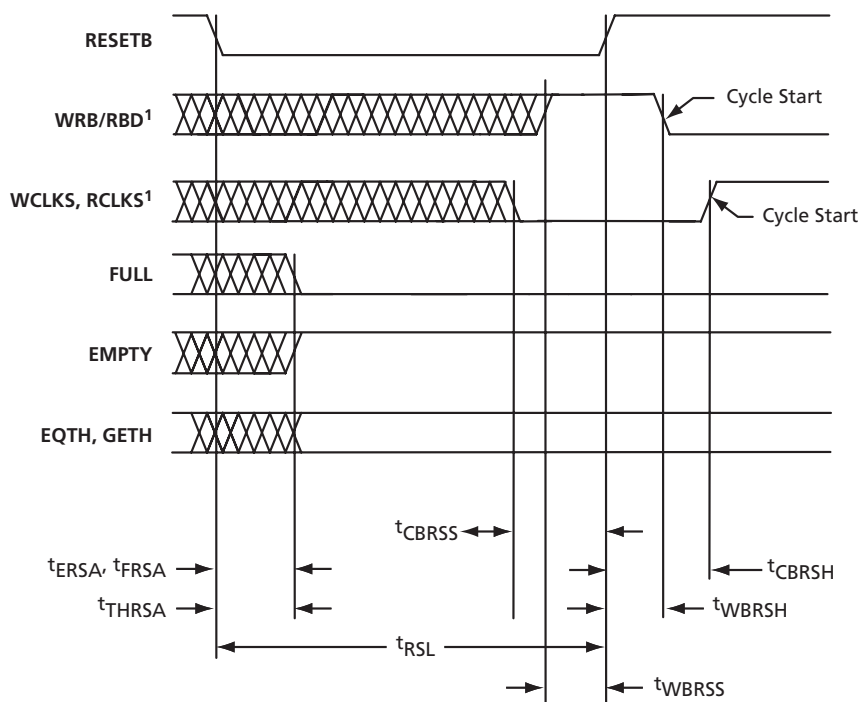 RESETB
WRB/RBD1
Cycle Start
WCLKS, RCLKS1
Cycle Start
FULL
EMPTY
EQTH, GETH
tCBRSS
tERSA, tFRSA
tCBRSH
tTHRSA
tWBRSH
tRSL
tWBRSS